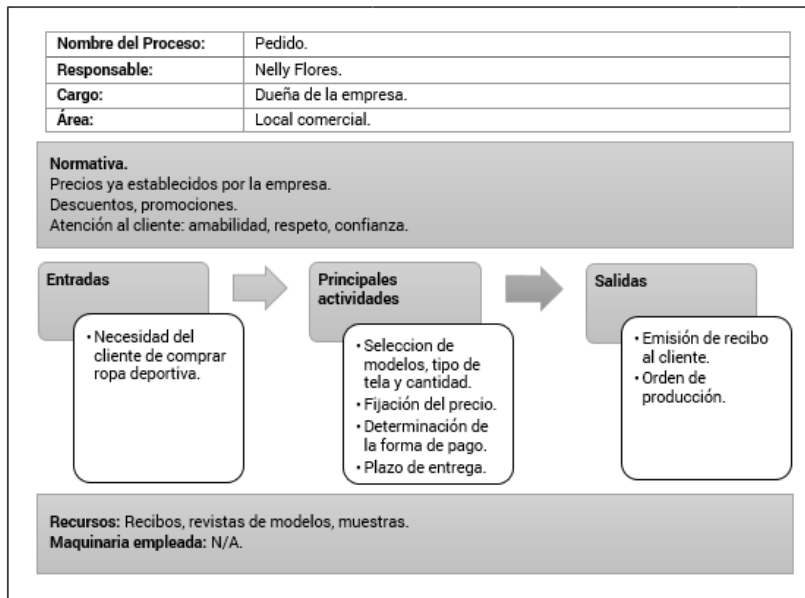 Nombre del Proceso: Pedido.
Responsable: Nelly Flores.
Cargo: Dueña de la empresa.
Área: Local comercial.
Normativa.
Precios ya establecidos por la empresa.
Descuentos, promociones.
Atención al cliente: amabilidad, respeto, confianza.
Entradas
• Necesidad del
cliente de comprar
ropa deportiva.
Principales
actividades
• Seleccion de
modelos, tipo de
tela y cantidad.
• Fijación del precio.
• Determinación de
la forma de pago.
• Plazo de entrega.
Salidas
• Emisión de recibo
al cliente.
• Orden de
producción.
Recursos: Recibos, revistas de modelos, muestras.
Maquinaria empleada: N/A.